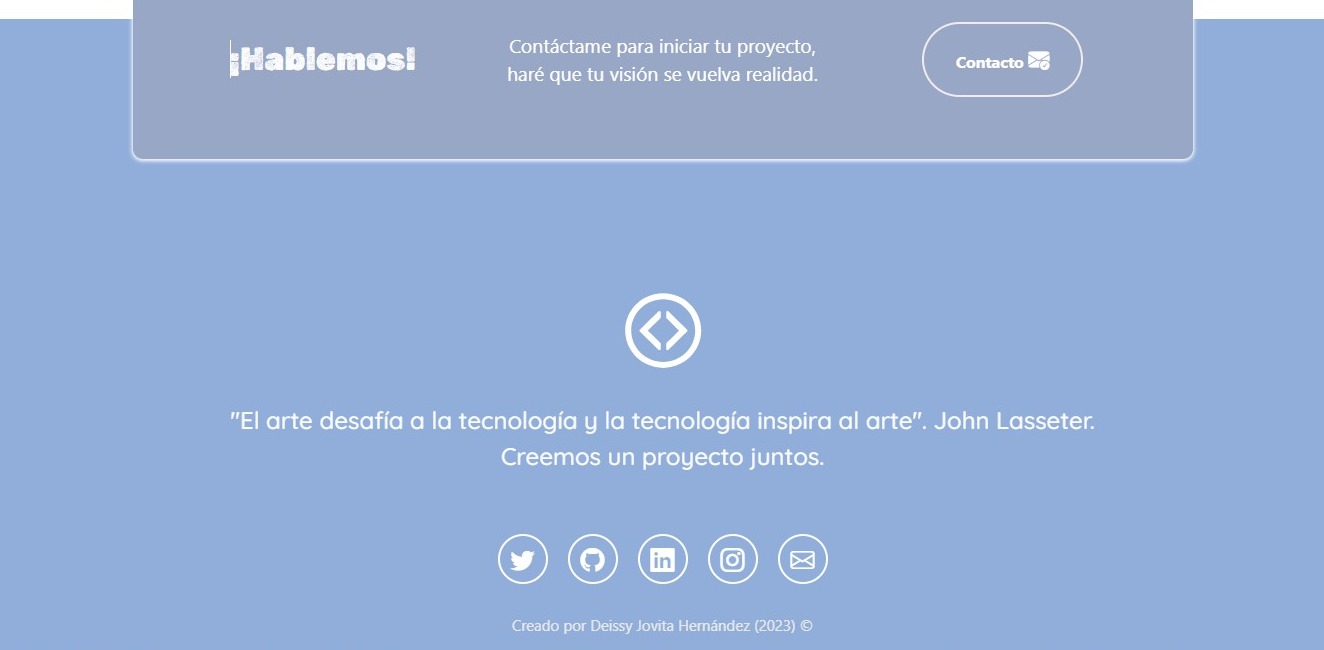 ¡Hablemos!
Contáctame para iniciar tu proyecto,
haré que tu visión se vuelva realidad.
Contacto
"El arte desafía a la tecnología y la tecnología inspira al arte". John Lasseter.
Creemos un proyecto juntos.
in
Creado por Deissy Jovita Hernández (2023) ©